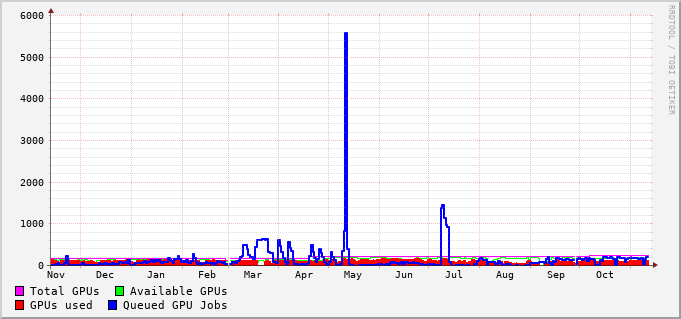 6000
5000
4000
3000
2000
1000
0
Nov Dec Jan Feb Mar Apr May Jun Jul Aug Sep Oct
Total GPUs Available GPUs
GPUs used Queued GPU Jobs
RRDTOOL / TOBI OETIKER